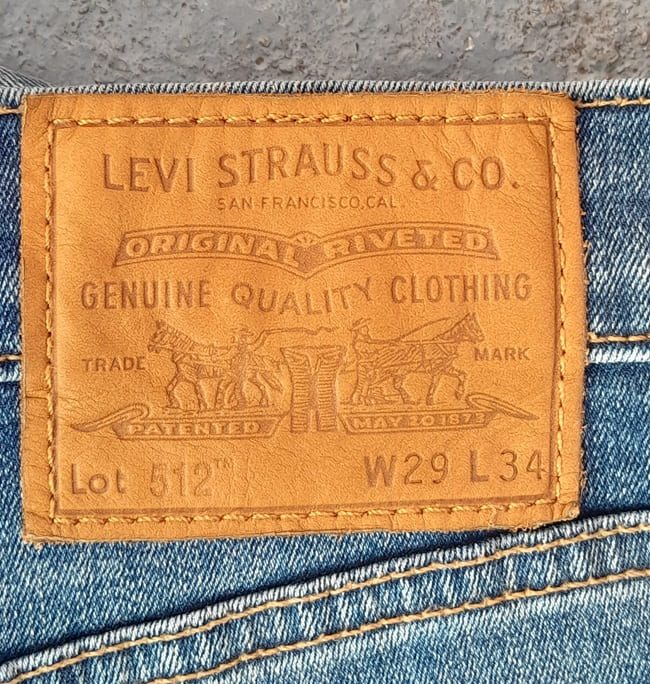 LEVI STRAUSS & CO.
SAN FRANCISCO, CAL.
ORIGINAL RIVETED
GENUINE QUALITY CLOTHING
TRADE MARK
PATENTED MAY 20 1873
Lot 512™ W29 L34